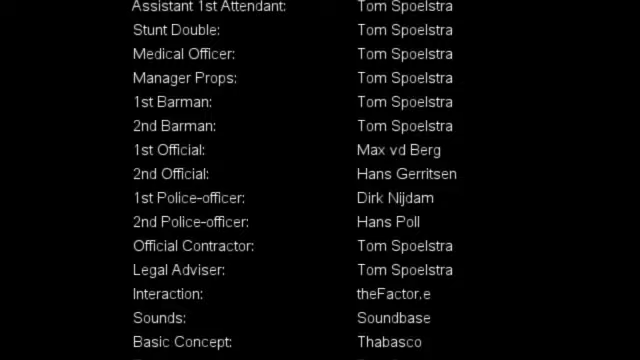 Assistant 1st Attendant: Tom Spoelstra
Stunt Double: Tom Spoelstra
Medical Officer: Tom Spoelstra
Manager Props: Tom Spoelstra
1st Barman: Tom Spoelstra
2nd Barman: Tom Spoelstra
1st Official: Max vd Berg
2nd Official: Hans Gerritsen
1st Police-officer: Dirk Nijdam
2nd Police-officer: Hans Poll
Official Contractor: Tom Spoelstra
Legal Adviser: Tom Spoelstra
Interaction: theFactor.e
Sounds: Soundbase
Basic Concept: Thabasco